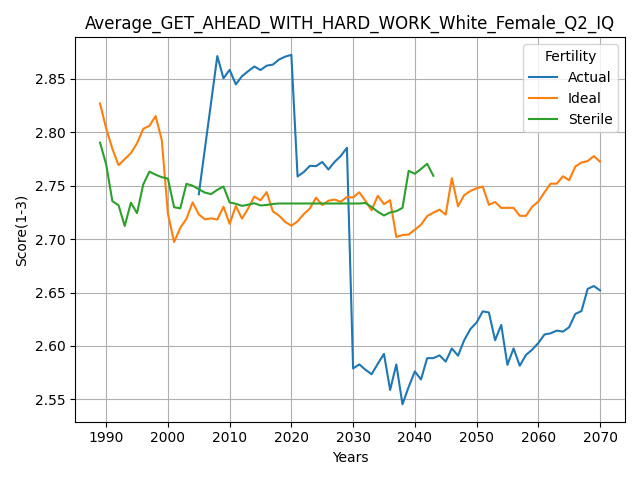 Average_GET_AHEAD_WITH_HARD_WORK_White_Female_Q2_IQ
Fertility
Actual
Ideal
Sterile
Score(1-3)
2.85
2.80
2.75
2.70
2.65
2.60
2.55
1990 2000 2010 2020 2030 2040 2050 2060 2070
Years